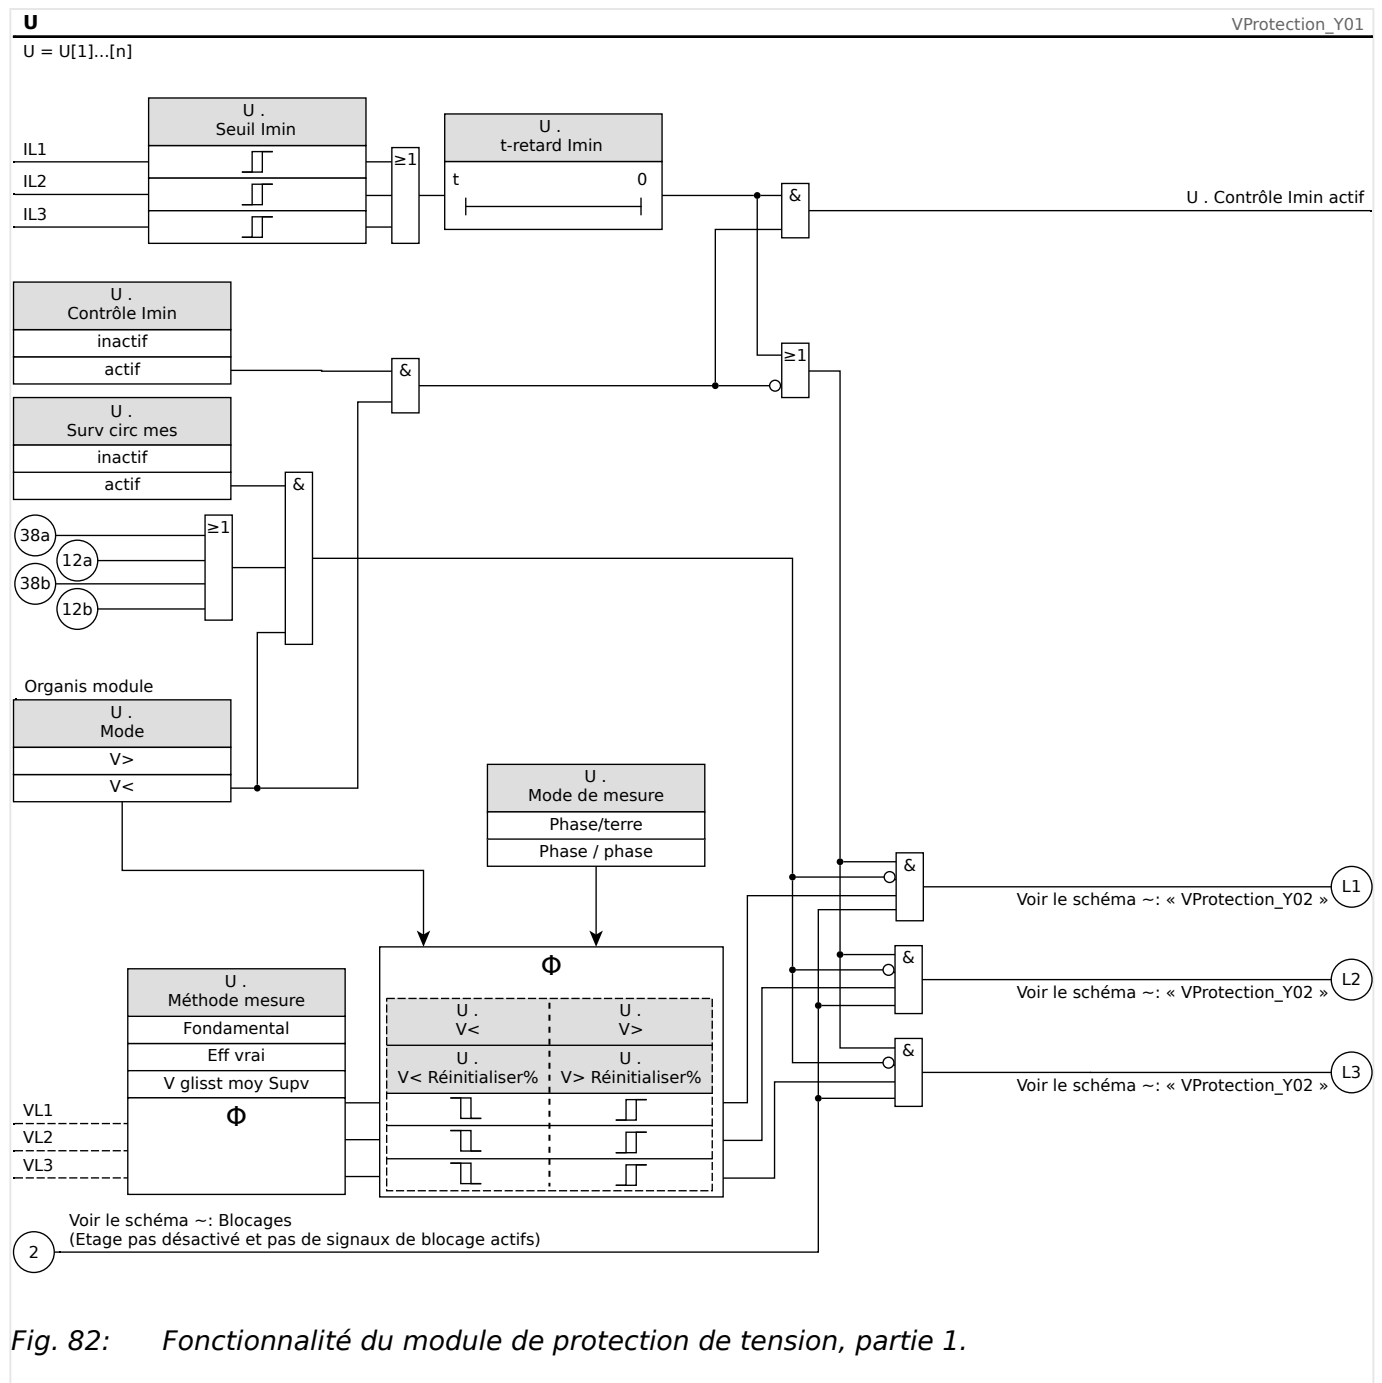 U
VProtection_Y01
U = U[1]...[n]
U .
Seuil Imin
IL1
IL2
IL3
≥1
U .
t-retard Imin
t
0
&
U . Contrôle Imin actif
U .
Contrôle Imin
inactif
actif
&
≥1
U .
Surv circ mes
inactif
actif
&
38a
12a
38b
12b
≥1
Organis module
U .
Mode
V>
V<
U .
Mode de mesure
Phase/terre
Phase / phase
&
L1
Voir le schéma ~: « VProtection_Y02 »
&
L2
Voir le schéma ~: « VProtection_Y02 »
&
L3
Voir le schéma ~: « VProtection_Y02 »
U .
Méthode mesure
Fondamental
Eff vrai
V glisst moy Supv
Φ
VL1
VL2
VL3
Φ
U .
V<
U .
V>
U .
V< Réinitialiser%
U .
V> Réinitialiser%
Voir le schéma ~: Blocages
(Etage pas désactivé et pas de signaux de blocage actifs)
2
Fig. 82: Fonctionnalité du module de protection de tension, partie 1.